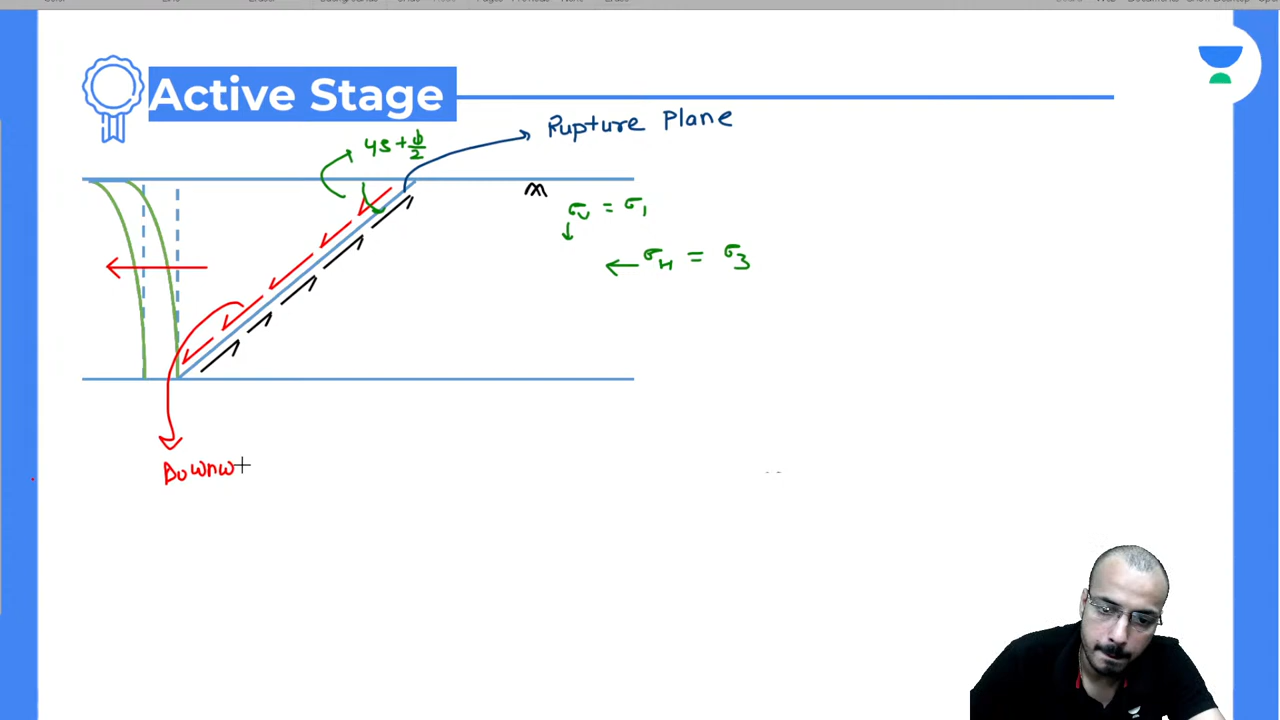 Active Stage
Rupture Plane
45 + φ/2
σv = σ1
← σH = σ3
Downw